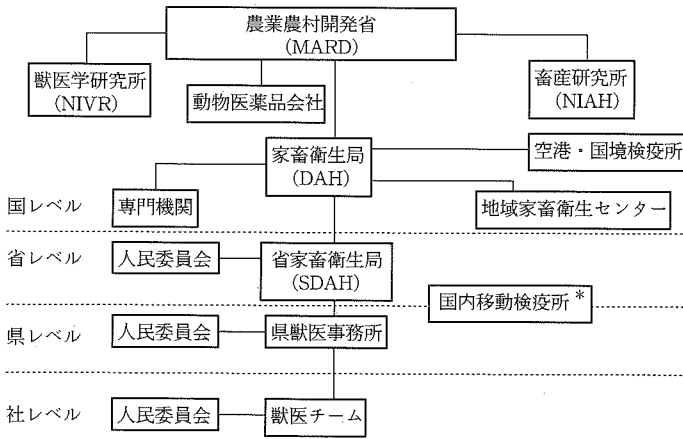 農業農村開発省
(MARD)
獣医学研究所
(NIVR)
動物医薬品会社
畜産研究所
(NIAH)
家畜衛生局
(DAH)
空港・国境検疫所
国レベル
専門機関
地域家畜衛生センター
省レベル
人民委員会
省家畜衛生局
(SDAH)
国内移動検疫所*
県レベル
人民委員会
県獣医事務所
社レベル
人民委員会
獣医チーム